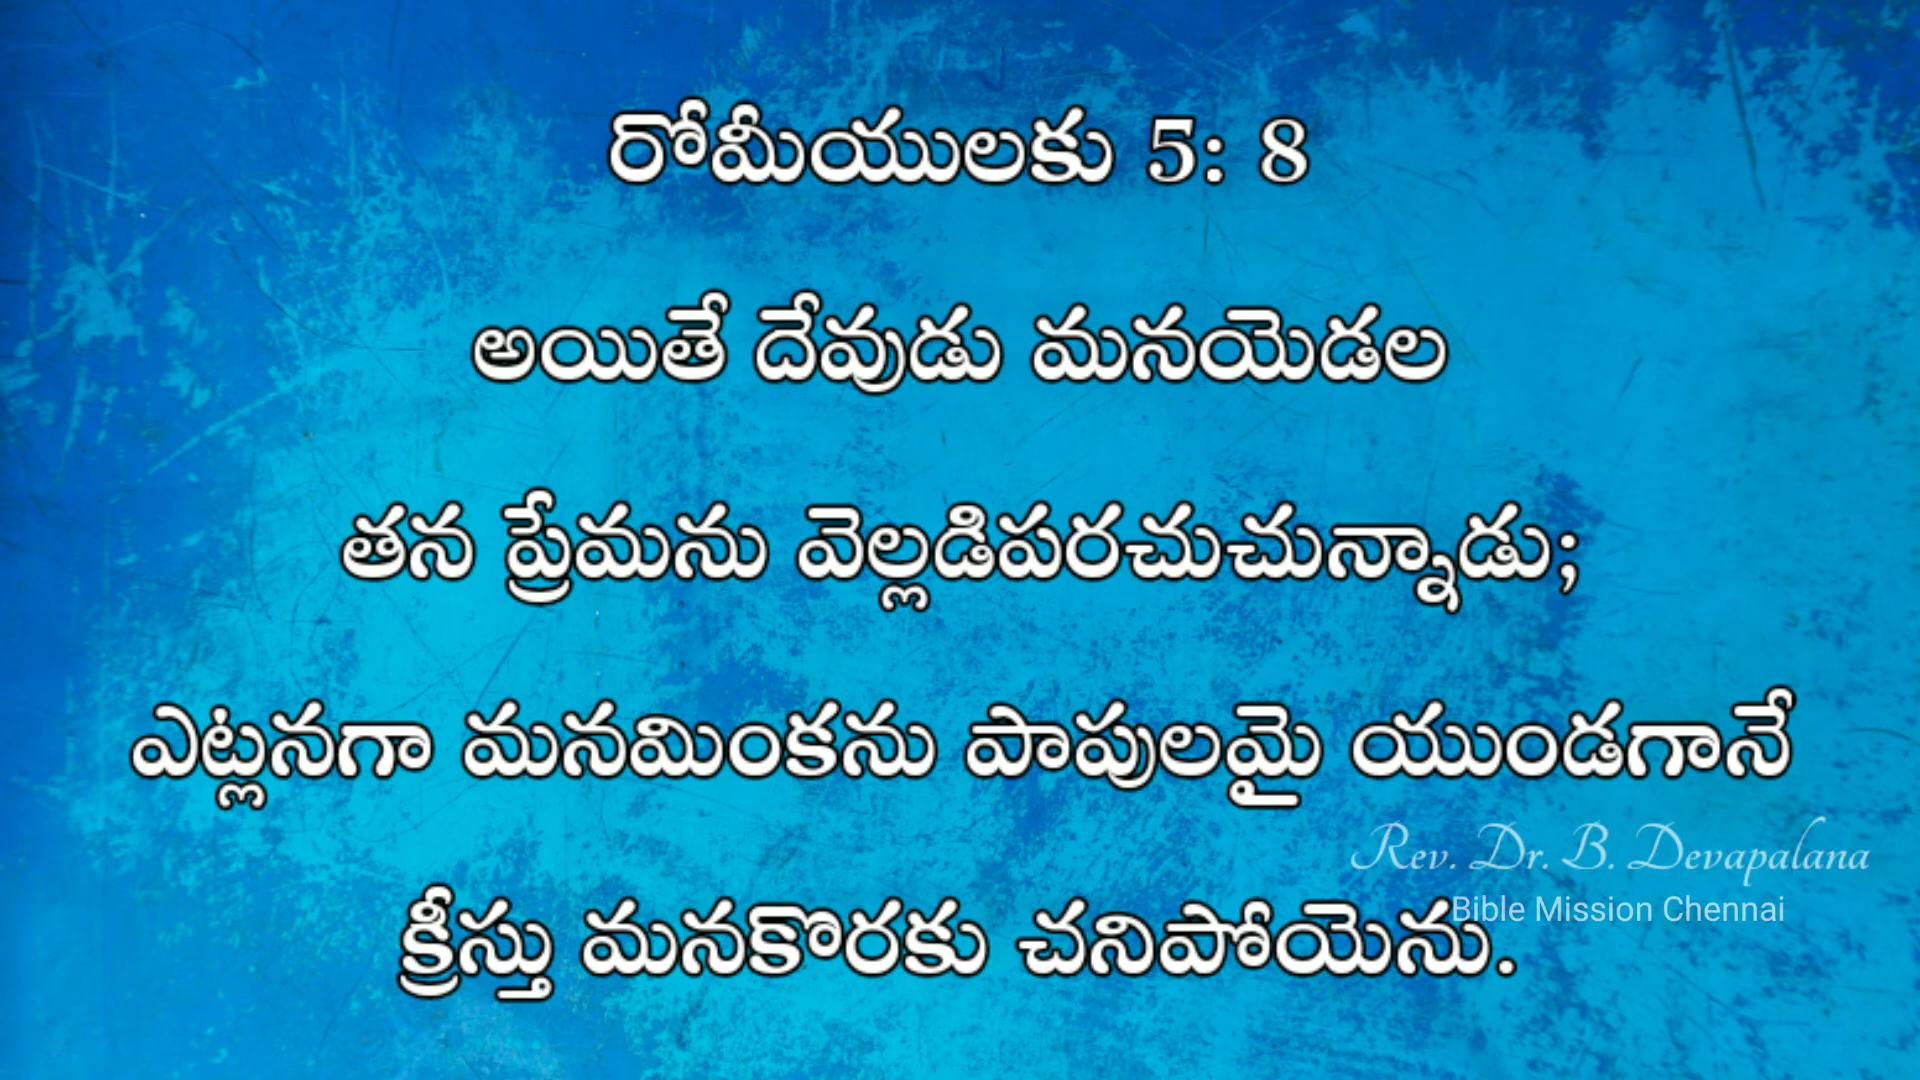 రోమీయులకు 5: 8
అయితే దేవుడు మనయెడల
తన ప్రేమను వెల్లడిపరచుచున్నాడు;
ఎట్లనగా మనమింకను పాపులమై యుండగానే
క్రీస్తు మనకొరకు చనిపోయెను.
Rev. Dr. B. Devapalana
Bible Mission Chennai